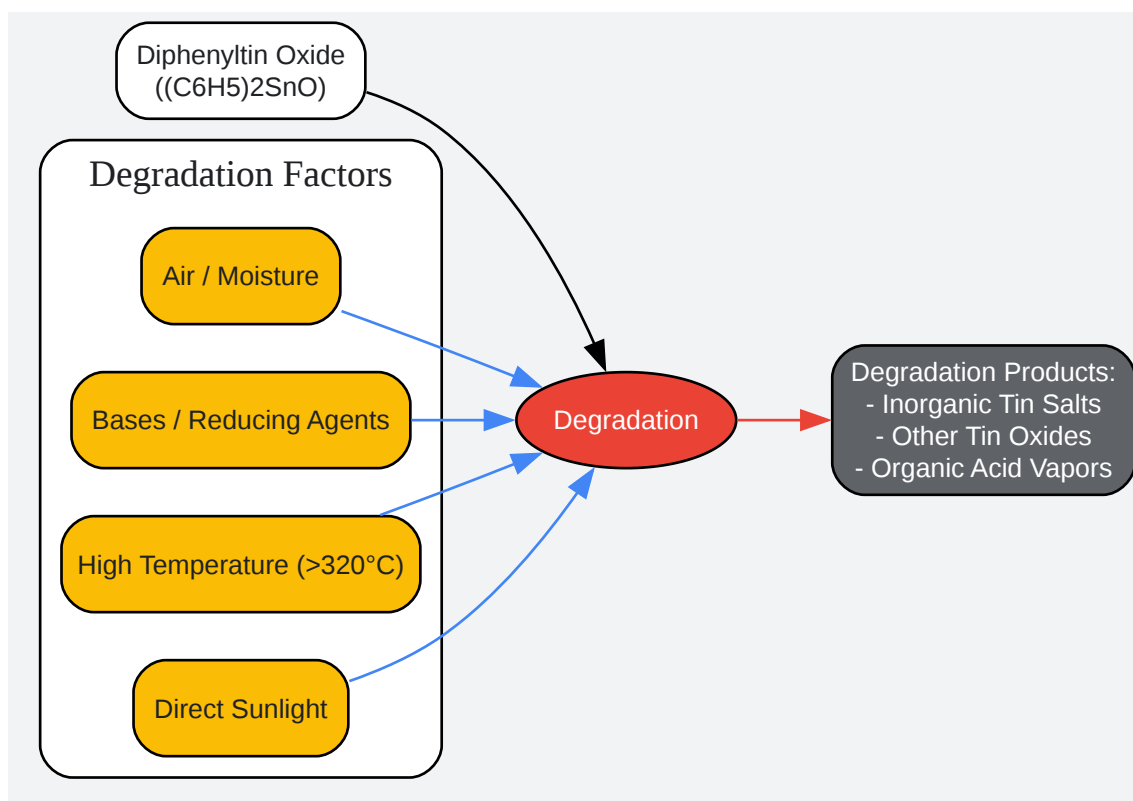 Diphenyltin Oxide
((C6H5)2SnO)
Degradation Factors
Air / Moisture
Bases / Reducing Agents
High Temperature (>320°C)
Direct Sunlight
Degradation
Degradation Products:
- Inorganic Tin Salts
- Other Tin Oxides
- Organic Acid Vapors